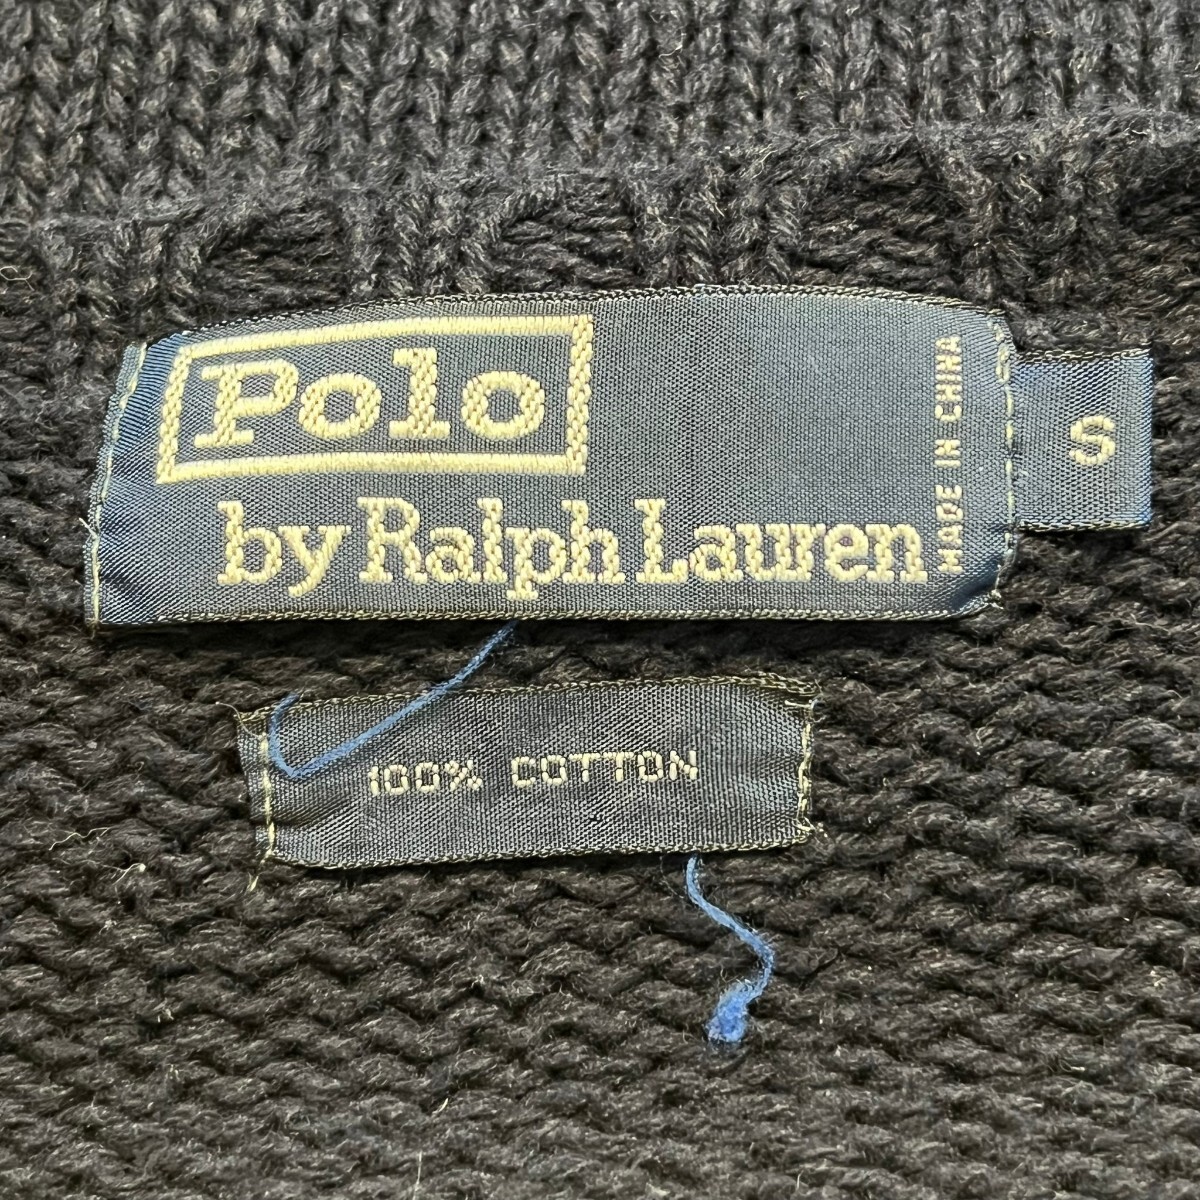 Polo
by Ralph Lauren
MADE IN CHINA
S
100% COTTON